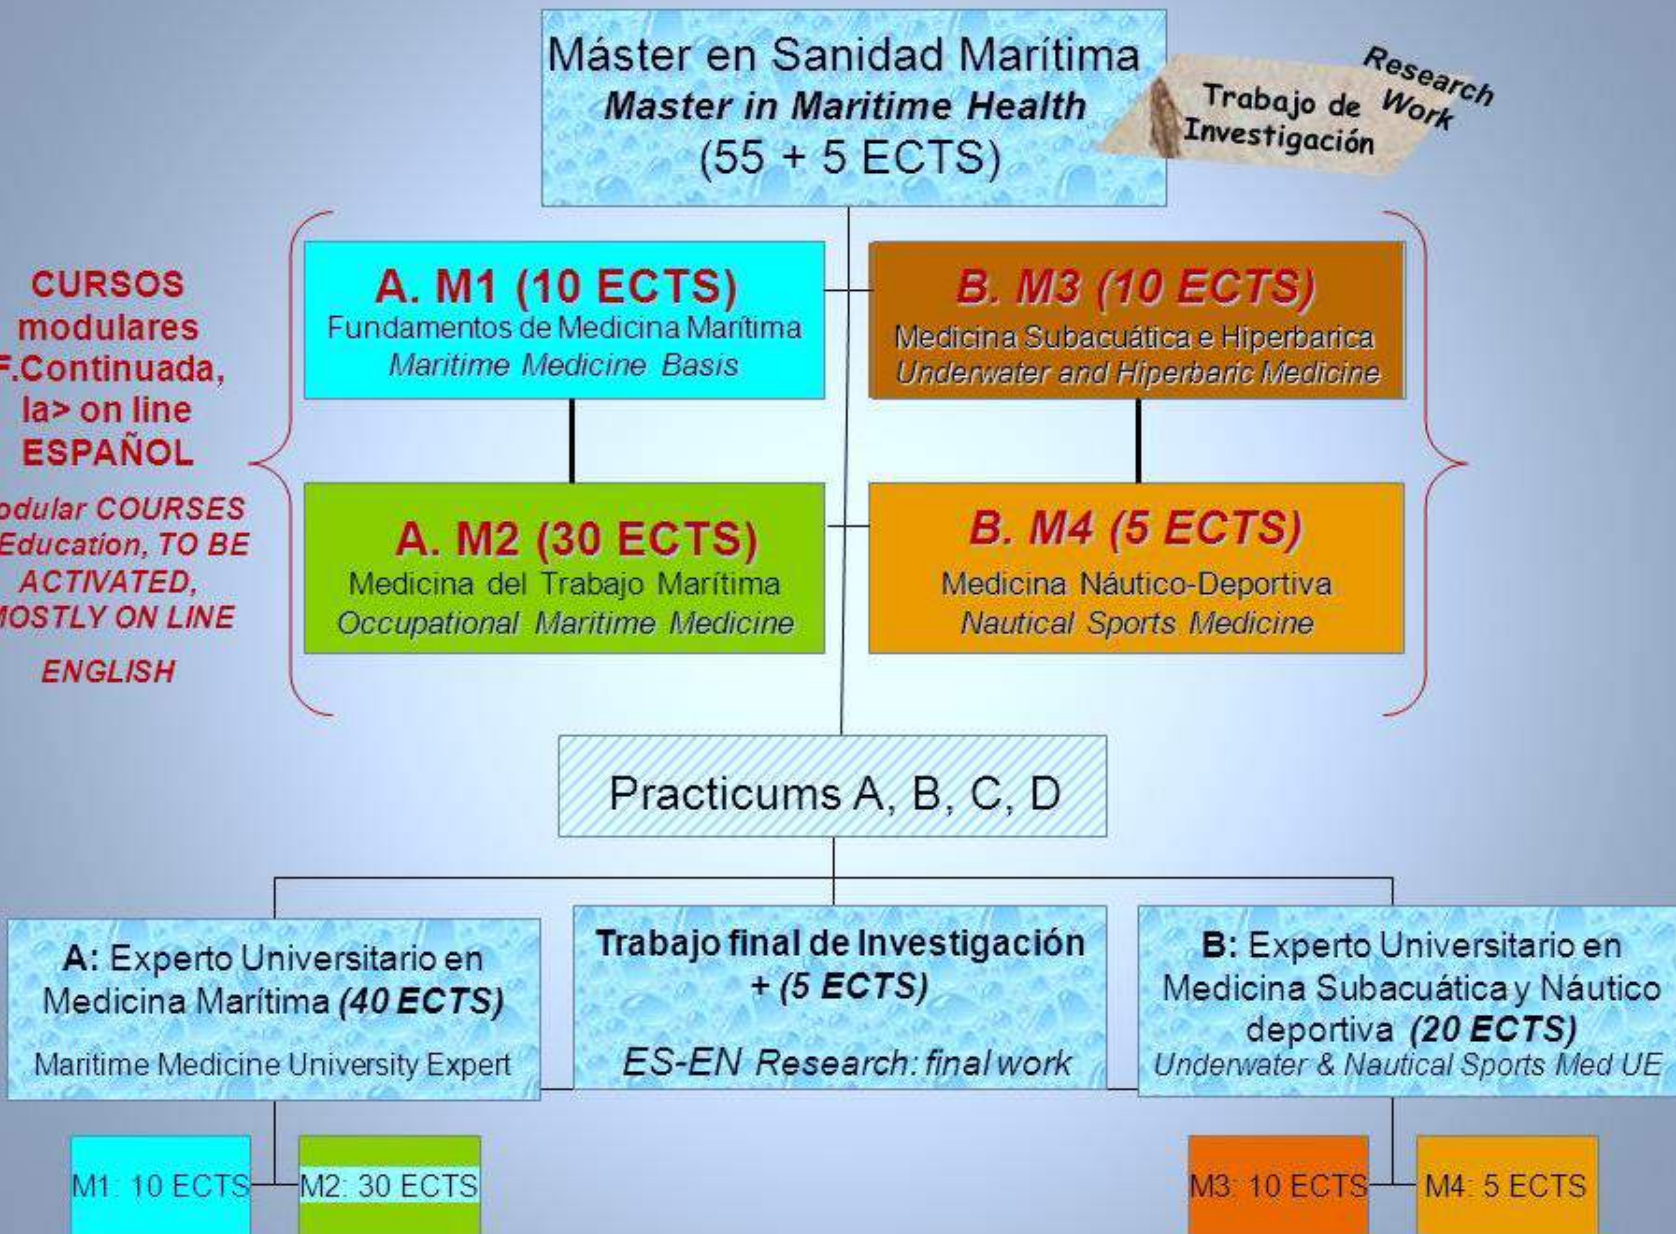 Máster en Sanidad Marítima
Master in Maritime Health
(55 + 5 ECTS)
Research
Work
Trabajo de
Investigación
CURSOS
modulares
F.Continuada,
la> on line
ESPAÑOL
odular COURSES
Education, TO BE
ACTIVATED,
MOSTLY ON LINE
ENGLISH
A. M1 (10 ECTS)
Fundamentos de Medicina Marítima
Maritime Medicine Basis
B. M3 (10 ECTS)
Medicina Subacuática e Hiperbarica
Underwater and Hiperbaric Medicine
A. M2 (30 ECTS)
Medicina del Trabajo Marítima
Occupational Maritime Medicine
B. M4 (5 ECTS)
Medicina Náutico-Deportiva
Nautical Sports Medicine
Practicums A, B, C, D
A: Experto Universitario en
Medicina Marítima (40 ECTS)
Maritime Medicine University Expert
Trabajo final de Investigación
+ (5 ECTS)
ES-EN Research: final work
B: Experto Universitario en
Medicina Subacuática y Náutico
deportiva (20 ECTS)
Underwater & Nautical Sports Med UE
M1: 10 ECTS
M2: 30 ECTS
M3: 10 ECTS
M4: 5 ECTS